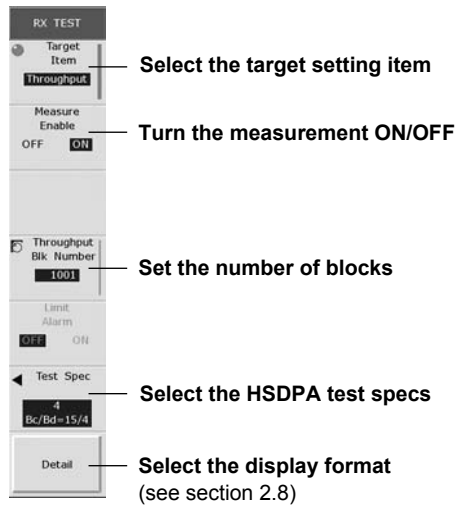 RX TEST
Target
Item
Throughput
Select the target setting item
Measure
Enable
OFF ON
Turn the measurement ON/OFF
Throughput
Blk Number
1001
Set the number of blocks
Limit
Alarm
OFF ON
Test Spec
4
Bc/Bd=15/4
Select the HSDPA test specs
Detail
Select the display format
(see section 2.8)